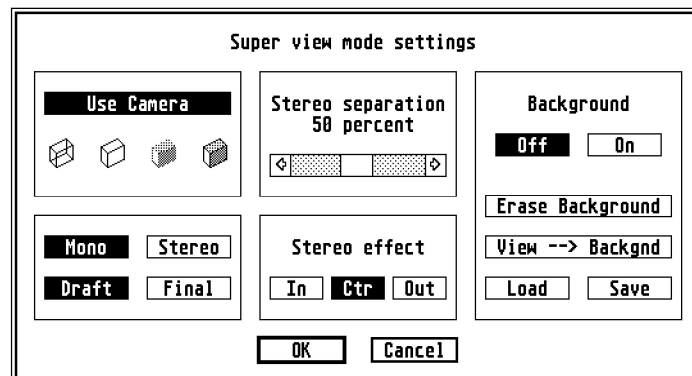 Super view mode settings
Use Camera
Stereo separation
50 percent
Background
Off On
Erase Background
View --> Backgnd
Load Save
Mono Stereo
Draft Final
Stereo effect
In Ctr Out
OK Cancel